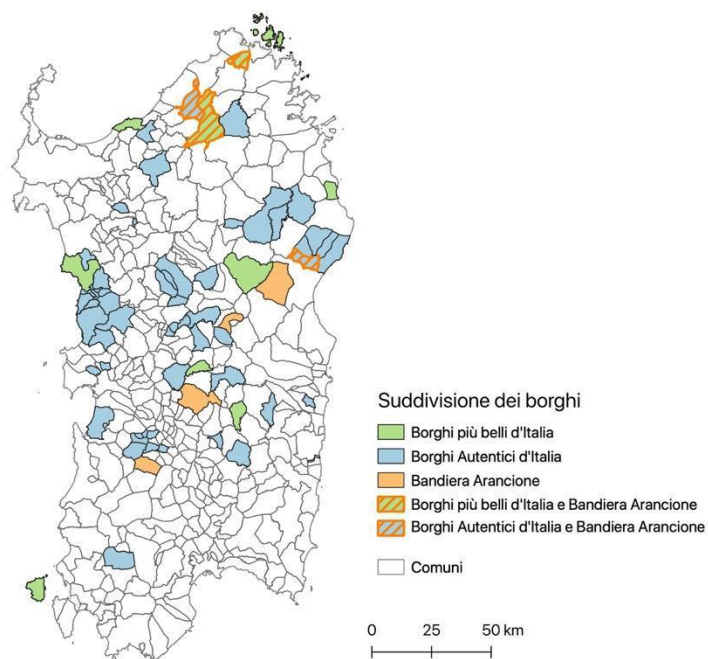 Suddivisione dei borghi
Borghi più belli d'Italia
Borghi Autentici d'Italia
Bandiera Arancione
Borghi più belli d'Italia e Bandiera Arancione
Borghi Autentici d'Italia e Bandiera Arancione
Comuni
0 25 50 km